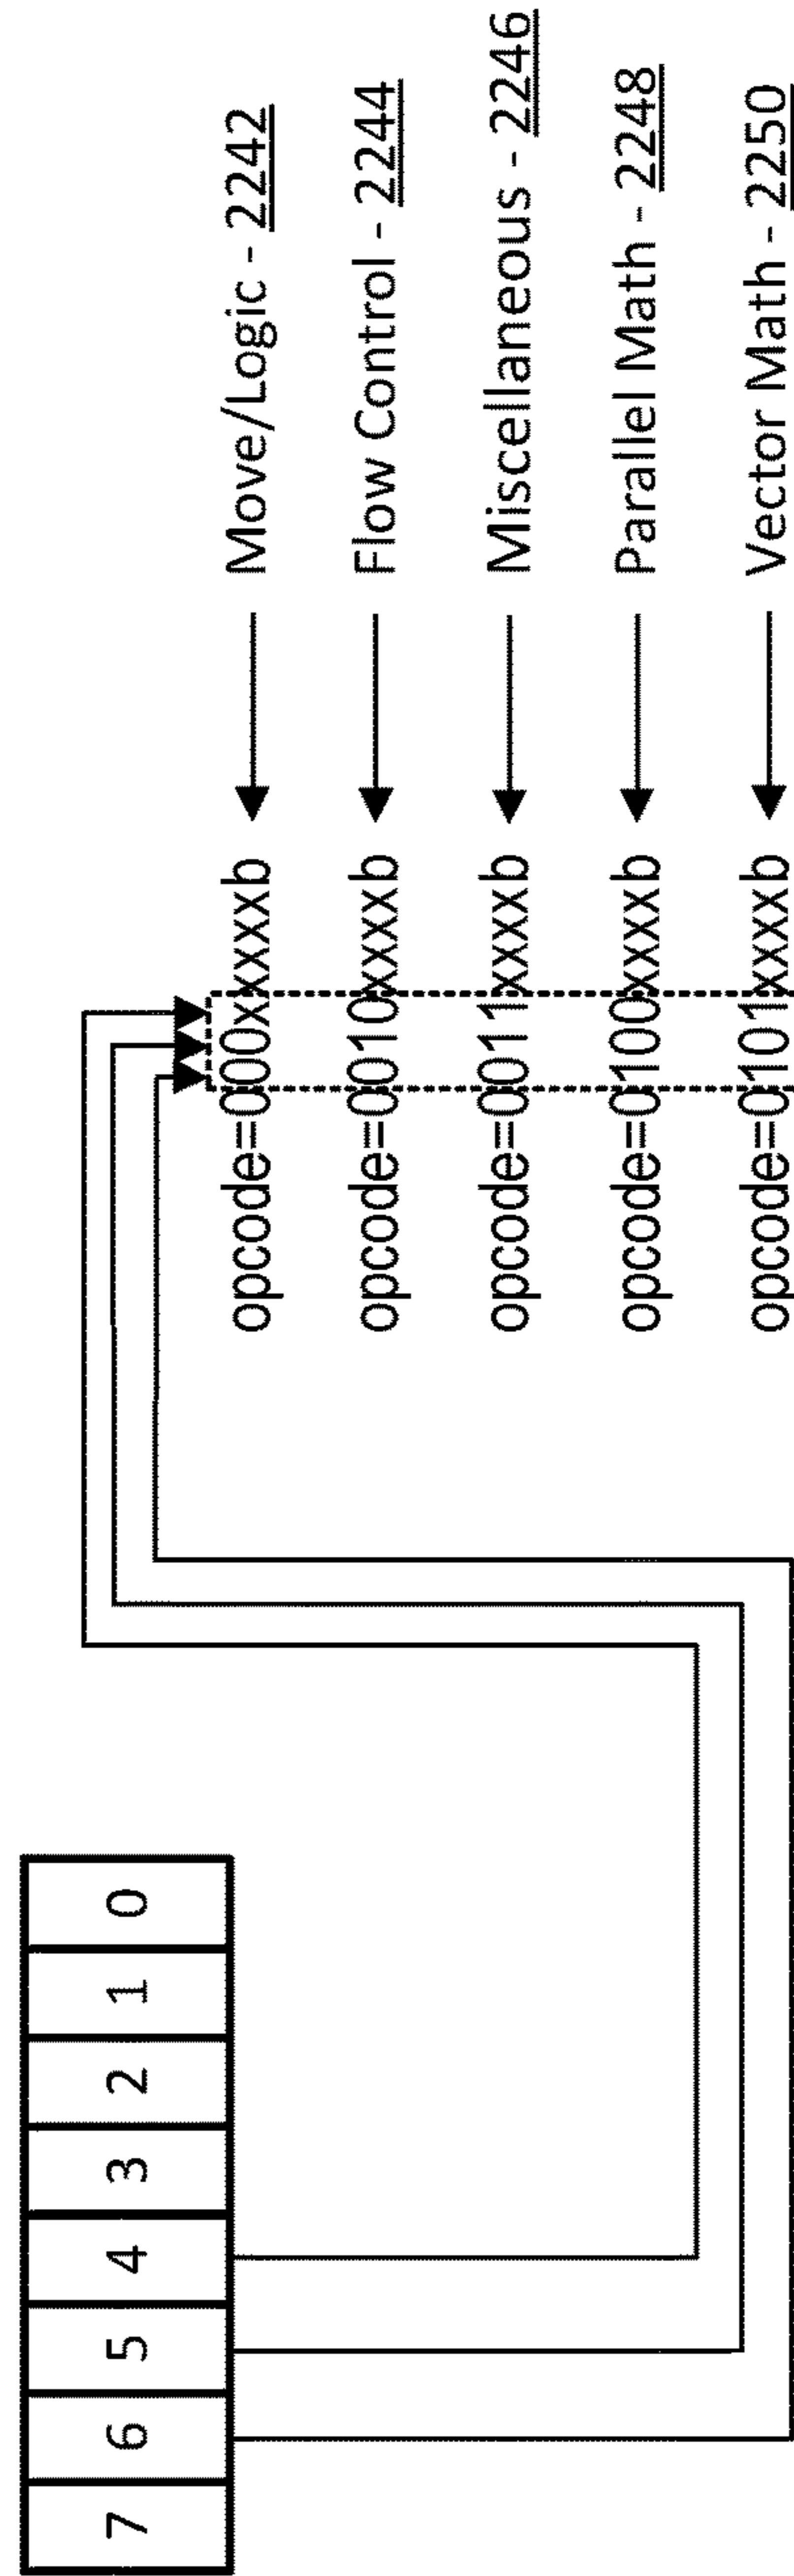 7 6 5 4 3 2 1 0
opcode=000xxxxxb Move/Logic - 2242
opcode=0010xxxxb Flow Control - 2244
opcode=0011xxxxb Miscellaneous - 2246
opcode=0100xxxxb Parallel Math - 2248
opcode=0101xxxxb Vector Math - 2250